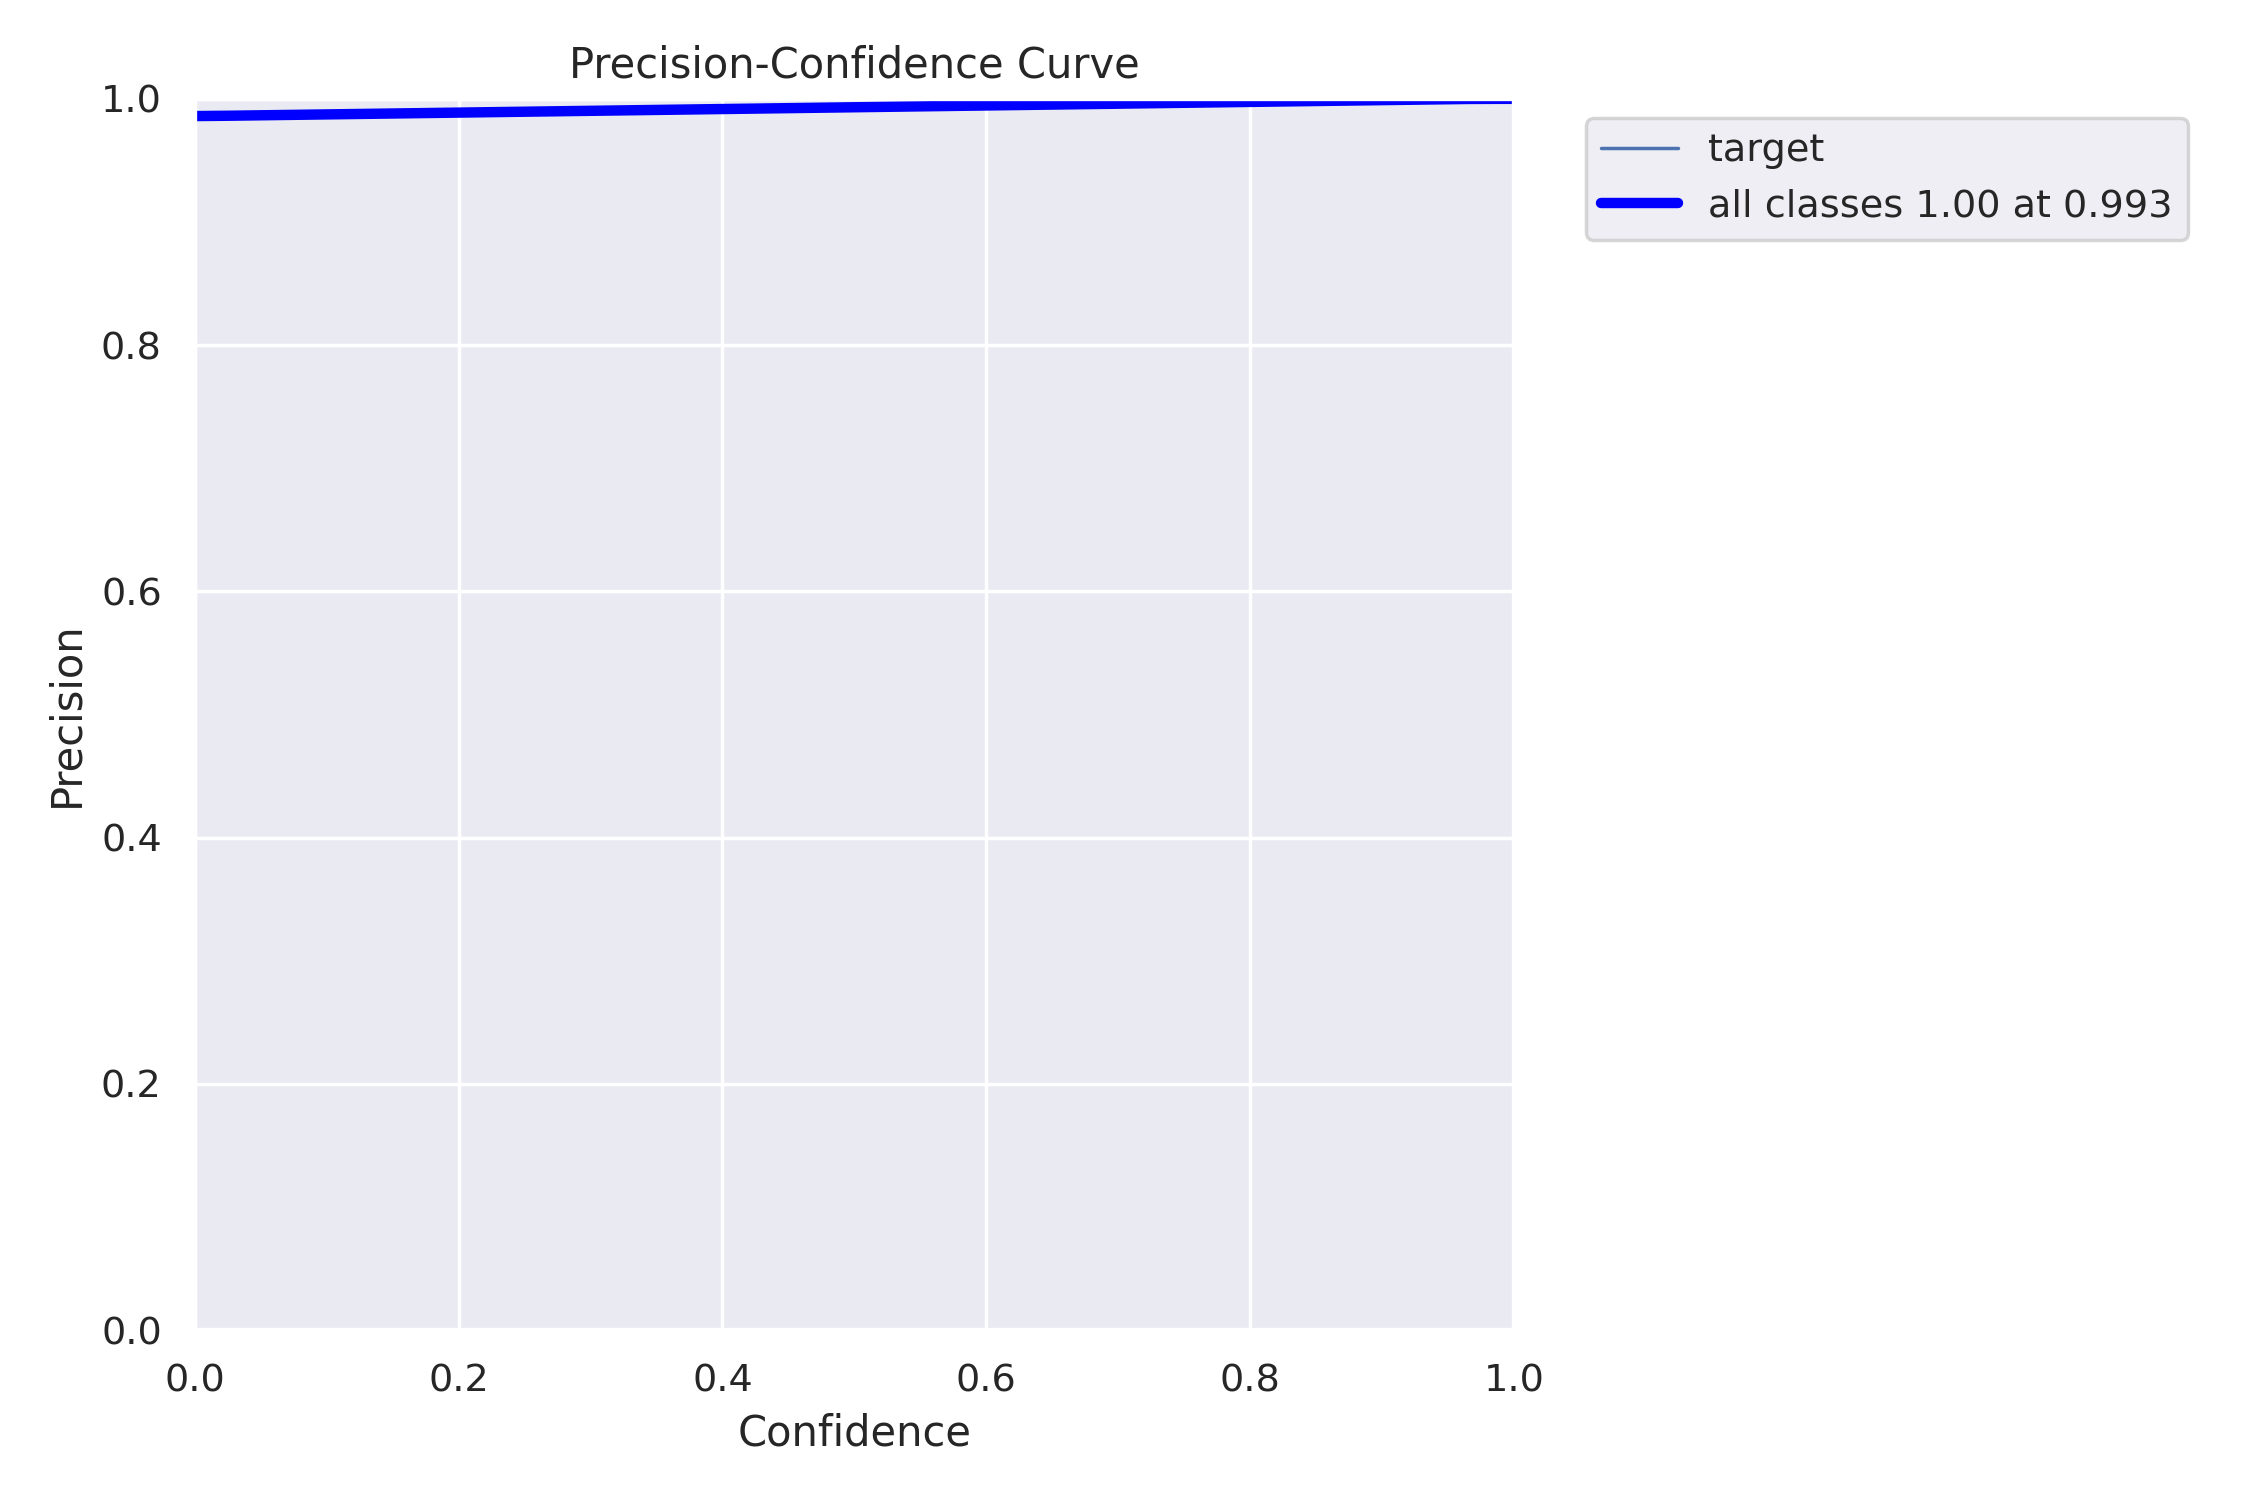 Precision-Confidence Curve
1.0
0.8
0.6
0.4
0.2
0.0
Precision
0.0 0.2 0.4 0.6 0.8 1.0
Confidence
target
all classes 1.00 at 0.993